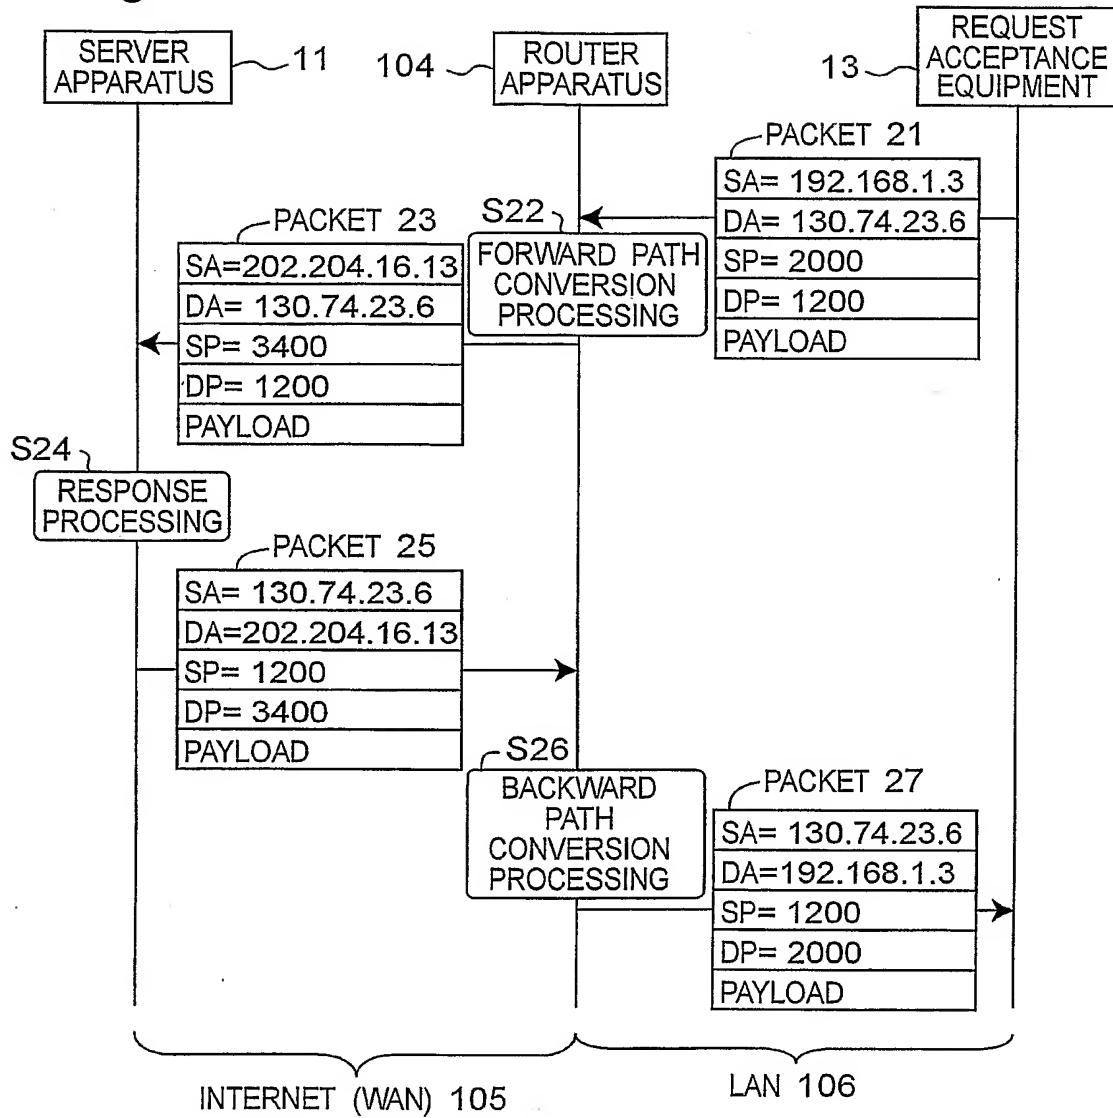 SERVER
APPARATUS
11
104
ROUTER
APPARATUS
13
REQUEST
ACCEPTANCE
EQUIPMENT
PACKET 21
SA= 192.168.1.3
DA= 130.74.23.6
SP= 2000
DP= 1200
PAYLOAD
S22
FORWARD PATH
CONVERSION
PROCESSING
PACKET 23
SA=202.204.16.13
DA= 130.74.23.6
SP= 3400
DP= 1200
PAYLOAD
S24
RESPONSE
PROCESSING
PACKET 25
SA= 130.74.23.6
DA=202.204.16.13
SP= 1200
DP= 3400
PAYLOAD
S26
BACKWARD
PATH
CONVERSION
PROCESSING
PACKET 27
SA= 130.74.23.6
DA=192.168.1.3
SP= 1200
DP= 2000
PAYLOAD
INTERNET (WAN) 105
LAN 106